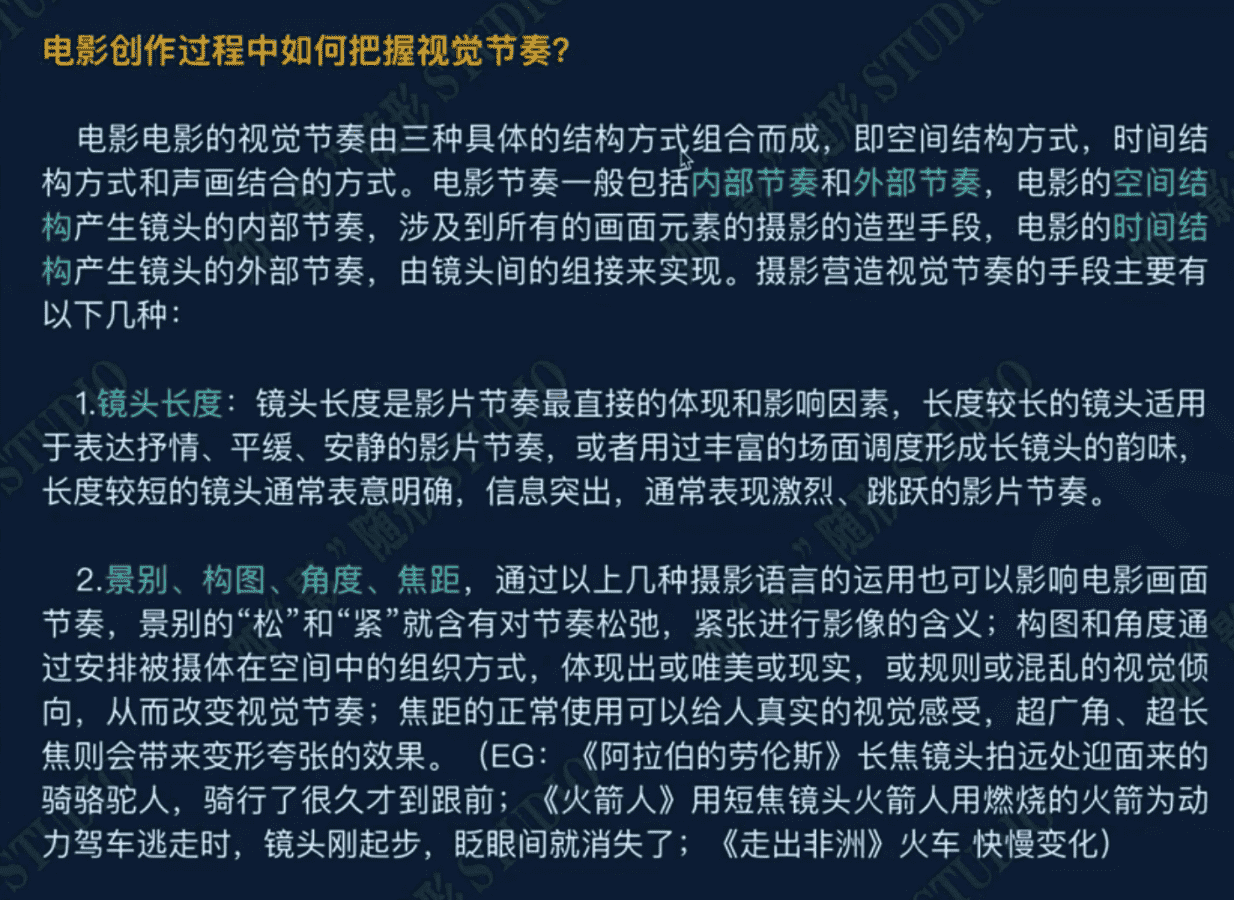 电影创作过程中如何把握视觉节奏?
电影电影的视觉节奏由三种具体的结构方式组合而成，即空间结构方式，时间结
构方式和声画结合的方式。电影节奏一般包括内部节奏和外部节奏，电影的空间结
构产生镜头的内部节奏，涉及到所有的画面元素的摄影的造型手段，电影的时间结
构产生镜头的外部节奏，由镜头间的组接来实现。摄影营造视觉节奏的手段主要有
以下几种：
1.镜头长度：镜头长度是影片节奏最直接的体现和影响因素，长度较长的镜头适用
于表达抒情、平缓、安静的影片节奏，或者用过丰富的场面调度形成长镜头的韵味，
长度较短的镜头通常表意明确，信息突出，通常表现激烈、跳跃的影片节奏。
2.景别、构图、角度、焦距，通过以上几种摄影语言的运用也可以影响电影画面
节奏，景别的“松”和“紧”就含有对节奏松弛，紧张进行影像的含义；构图和角度通
过安排被摄体在空间中的组织方式，体现出或唯美或现实，或规则或混乱的视觉倾
向，从而改变视觉节奏；焦距的正常使用可以给人真实的视觉感受，超广角、超长
焦则会带来变形夸张的效果。（EG：《阿拉伯的劳伦斯》长焦镜头拍远处迎面来的
骑骆驼人，骑行了很久才到跟前；《火箭人》用短焦镜头火箭人用燃烧的火箭为动
力驾车逃走时，镜头刚起步，眨眼间就消失了；《走出非洲》火车 快慢变化）